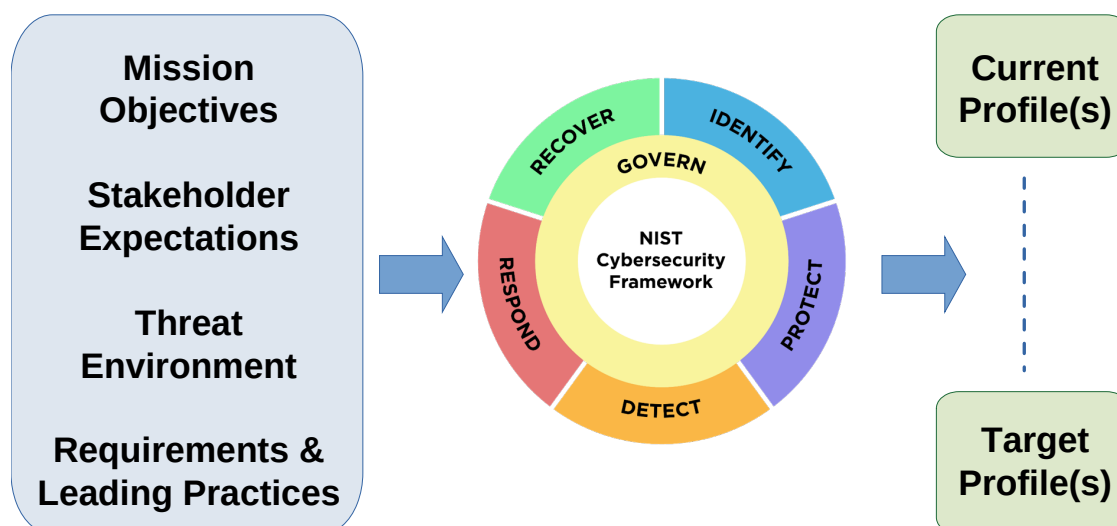 Mission
Objectives
Stakeholder
Expectations
Threat
Environment
Requirements &
Leading Practices
RECOVER
IDENTIFY
GOVERN
NIST
Cybersecurity
Framework
RESPOND
PROTECT
DETECT
Current
Profile(s)
Target
Profile(s)